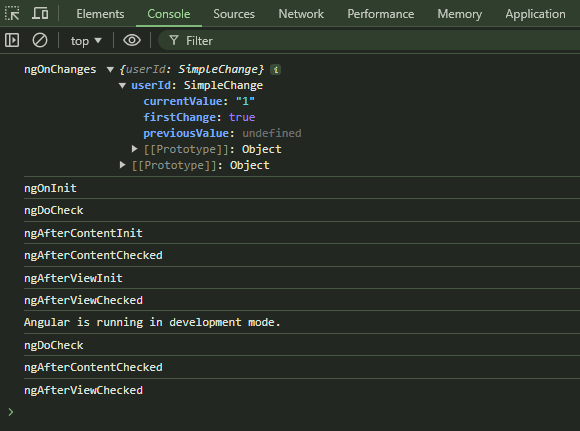 Elements Console Sources Network Performance Memory Application
top Filter
ngOnChanges {userId: SimpleChange} i
userId: SimpleChange
currentValue: "1"
firstChange: true
previousValue: undefined
[[Prototype]]: Object
[[Prototype]]: Object
ngOnInit
ngDoCheck
ngAfterContentInit
ngAfterContentChecked
ngAfterViewInit
ngAfterViewChecked
Angular is running in development mode.
ngDoCheck
ngAfterContentChecked
ngAfterViewChecked